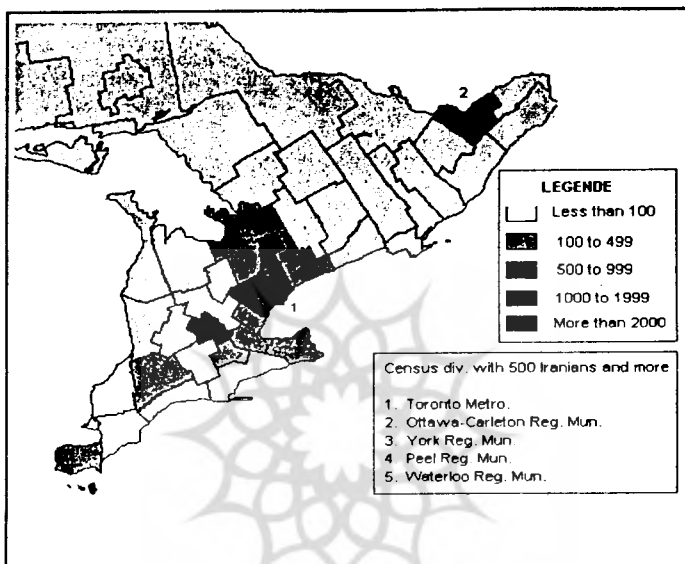 2
1
LEGENDE
Less than 100
100 to 499
500 to 999
1000 to 1999
More than 2000
Census div. with 500 Iranians and more
1. Toronto Metro.
2. Ottawa-Carleton Reg. Mun.
3. York Reg. Mun.
4 Peel Reg. Mun.
5. Waterloo Reg. Mun.